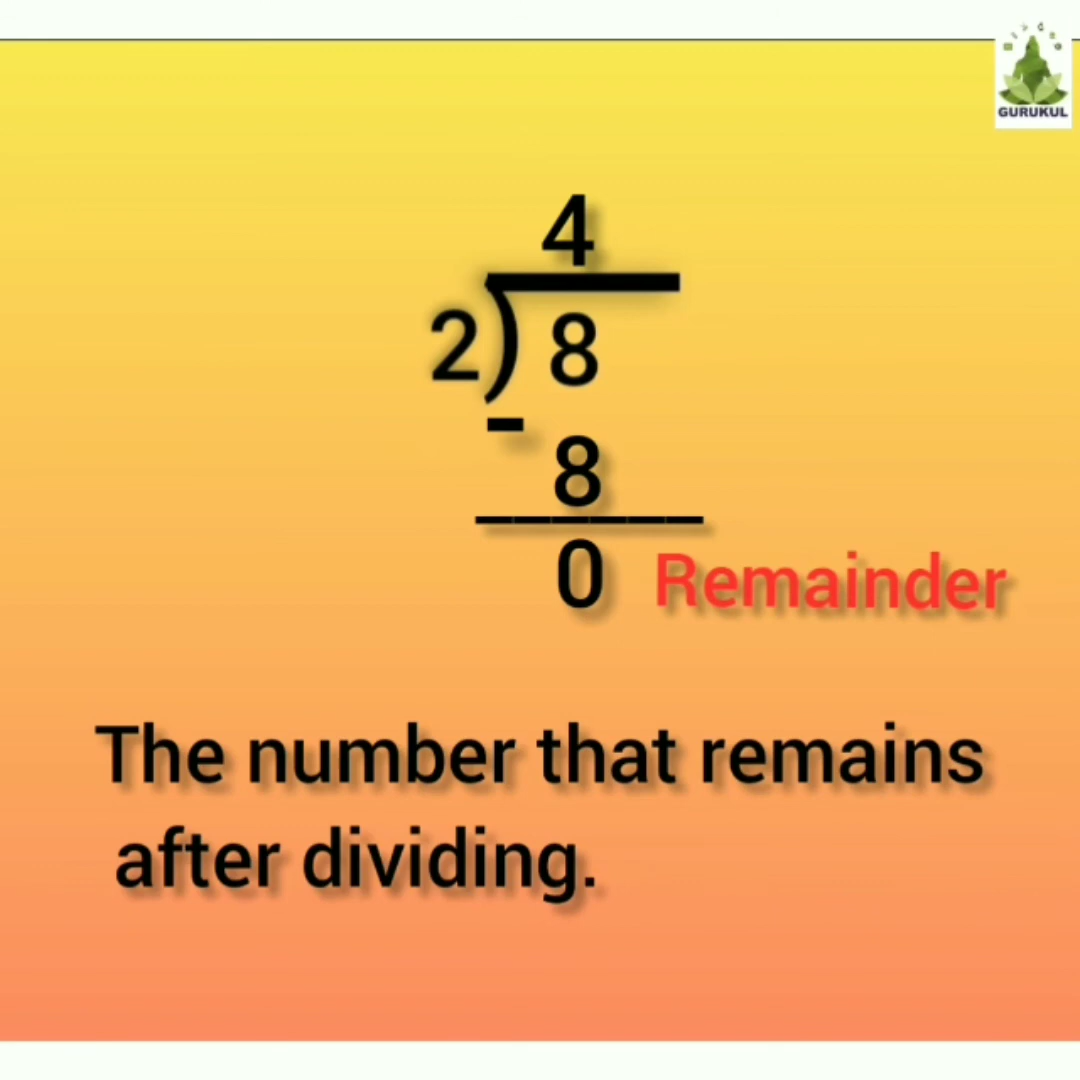 GURUKUL
4
2) 8
- 8
0 Remainder
The number that remains
after dividing.